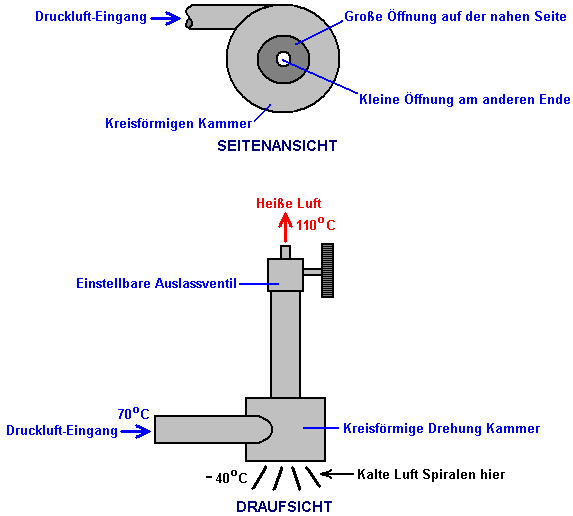 Druckluft-Eingang
Große Öffnung auf der nahen Seite
Kleine Öffnung am anderen Ende
Kreisförmigen Kammer
SEITENANSICHT
Heiße Luft
110°C
Einstellbare Auslassventil
70°C
Druckluft-Eingang
Kreisförmige Drehung Kammer
-40°C
Kalte Luft Spiralen hier
DRAUFSICHT